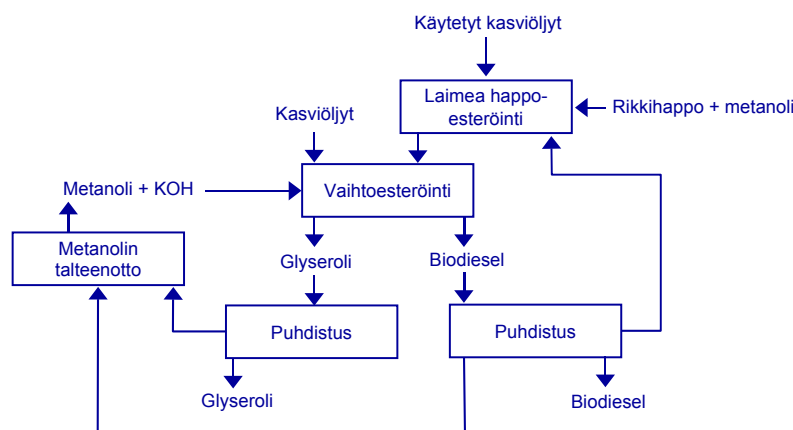 Käytetyt kasviöljyt
Laimea happo-
esteröinti
Rikkihappo + metanoli
Kasviöljyt
Metanoli + KOH
Vaihtoesteröinti
Metanolin
talteenotto
Glyseroli
Biodiesel
Puhdistus
Puhdistus
Glyseroli
Biodiesel